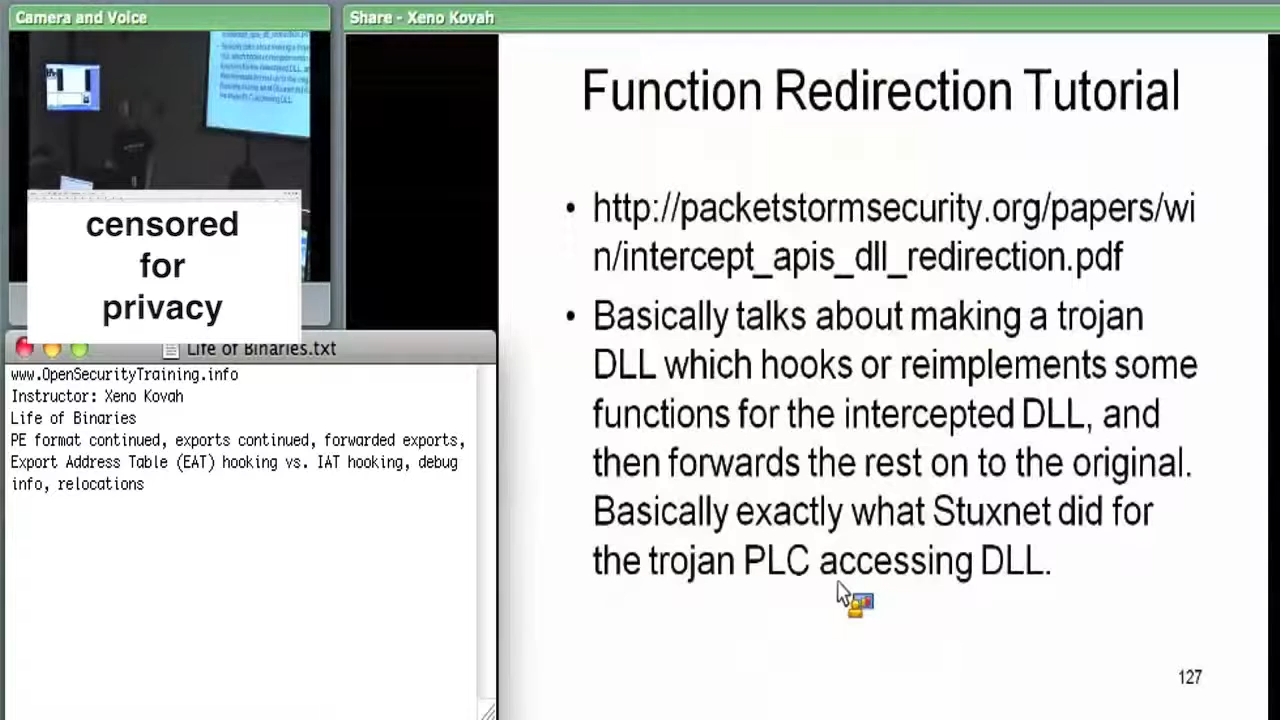 Camera and Voice
Share - Xeno Kovah
censored
for
privacy
Life of Binaries.txt
www.OpenSecurityTraining.info
Instructor: Xeno Kovah
Life of Binaries
PE format continued, exports continued, forwarded exports,
Export Address Table (EAT) hooking vs. IAT hooking, debug
info, relocations
Function Redirection Tutorial
• http://packetstormsecurity.org/papers/wi
n/intercept_apis_dll_redirection.pdf
• Basically talks about making a trojan
DLL which hooks or reimplements some
functions for the intercepted DLL, and
then forwards the rest on to the original.
Basically exactly what Stuxnet did for
the trojan PLC accessing DLL.
127